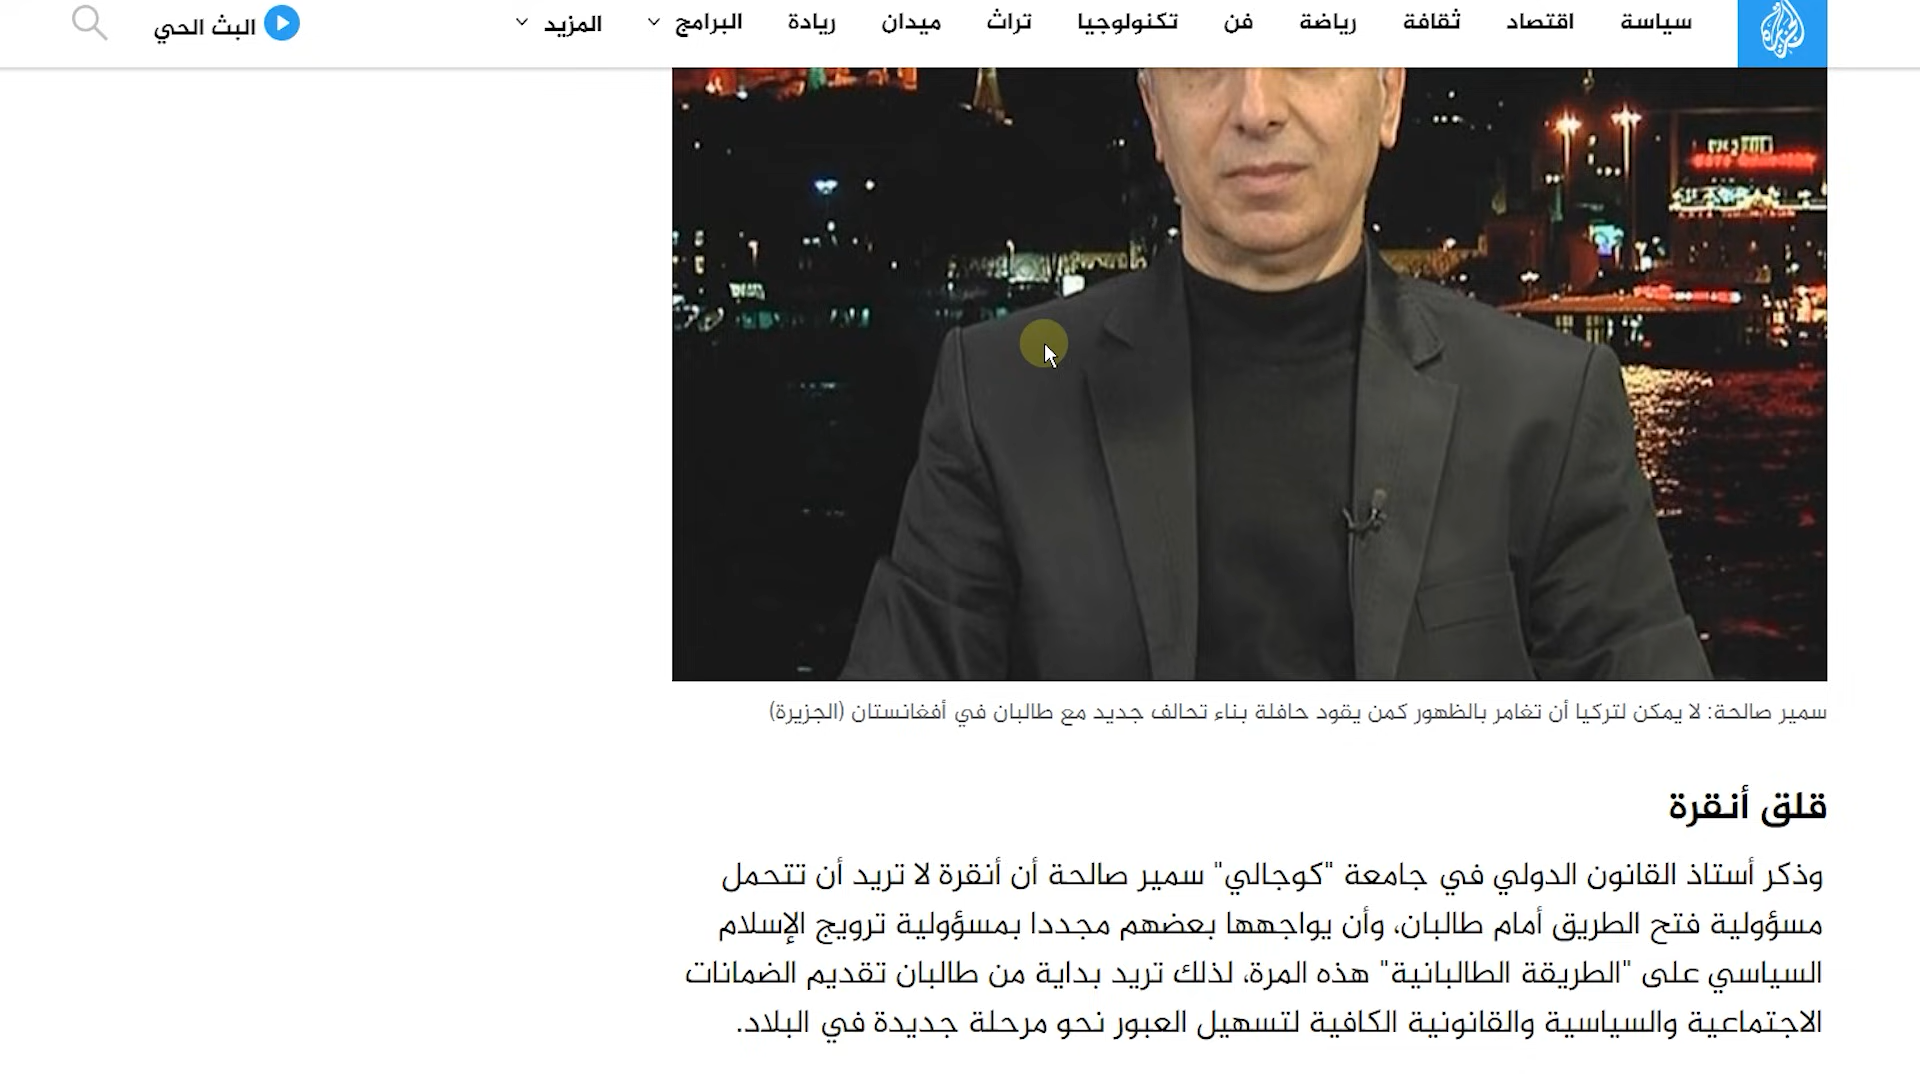 سياسة اقتصاد ثقافة رياضة فن تكنولوجيا تراث ميدان ريادة البرامج المزيد البث الحي
سمير صالحة: لا يمكن لتركيا أن تغامر بالظهور كمن يقود حافلة بناء تحالف جديد مع طالبان في أفغانستان (الجزيرة)
قلق أنقرة
وذكر أستاذ القانون الدولي في جامعة "كوجالي" سمير صالحة أن أنقرة لا تريد أن تتحمل
مسؤولية فتح الطريق أمام طالبان، وأن يواجهها بعضهم مجددا بمسؤولية ترويج الإسلام
السياسي على "الطريقة الطالبانية" هذه المرة، لذلك تريد بداية من طالبان تقديم الضمانات
الاجتماعية والسياسية والقانونية الكافية لتسهيل العبور نحو مرحلة جديدة في البلاد.